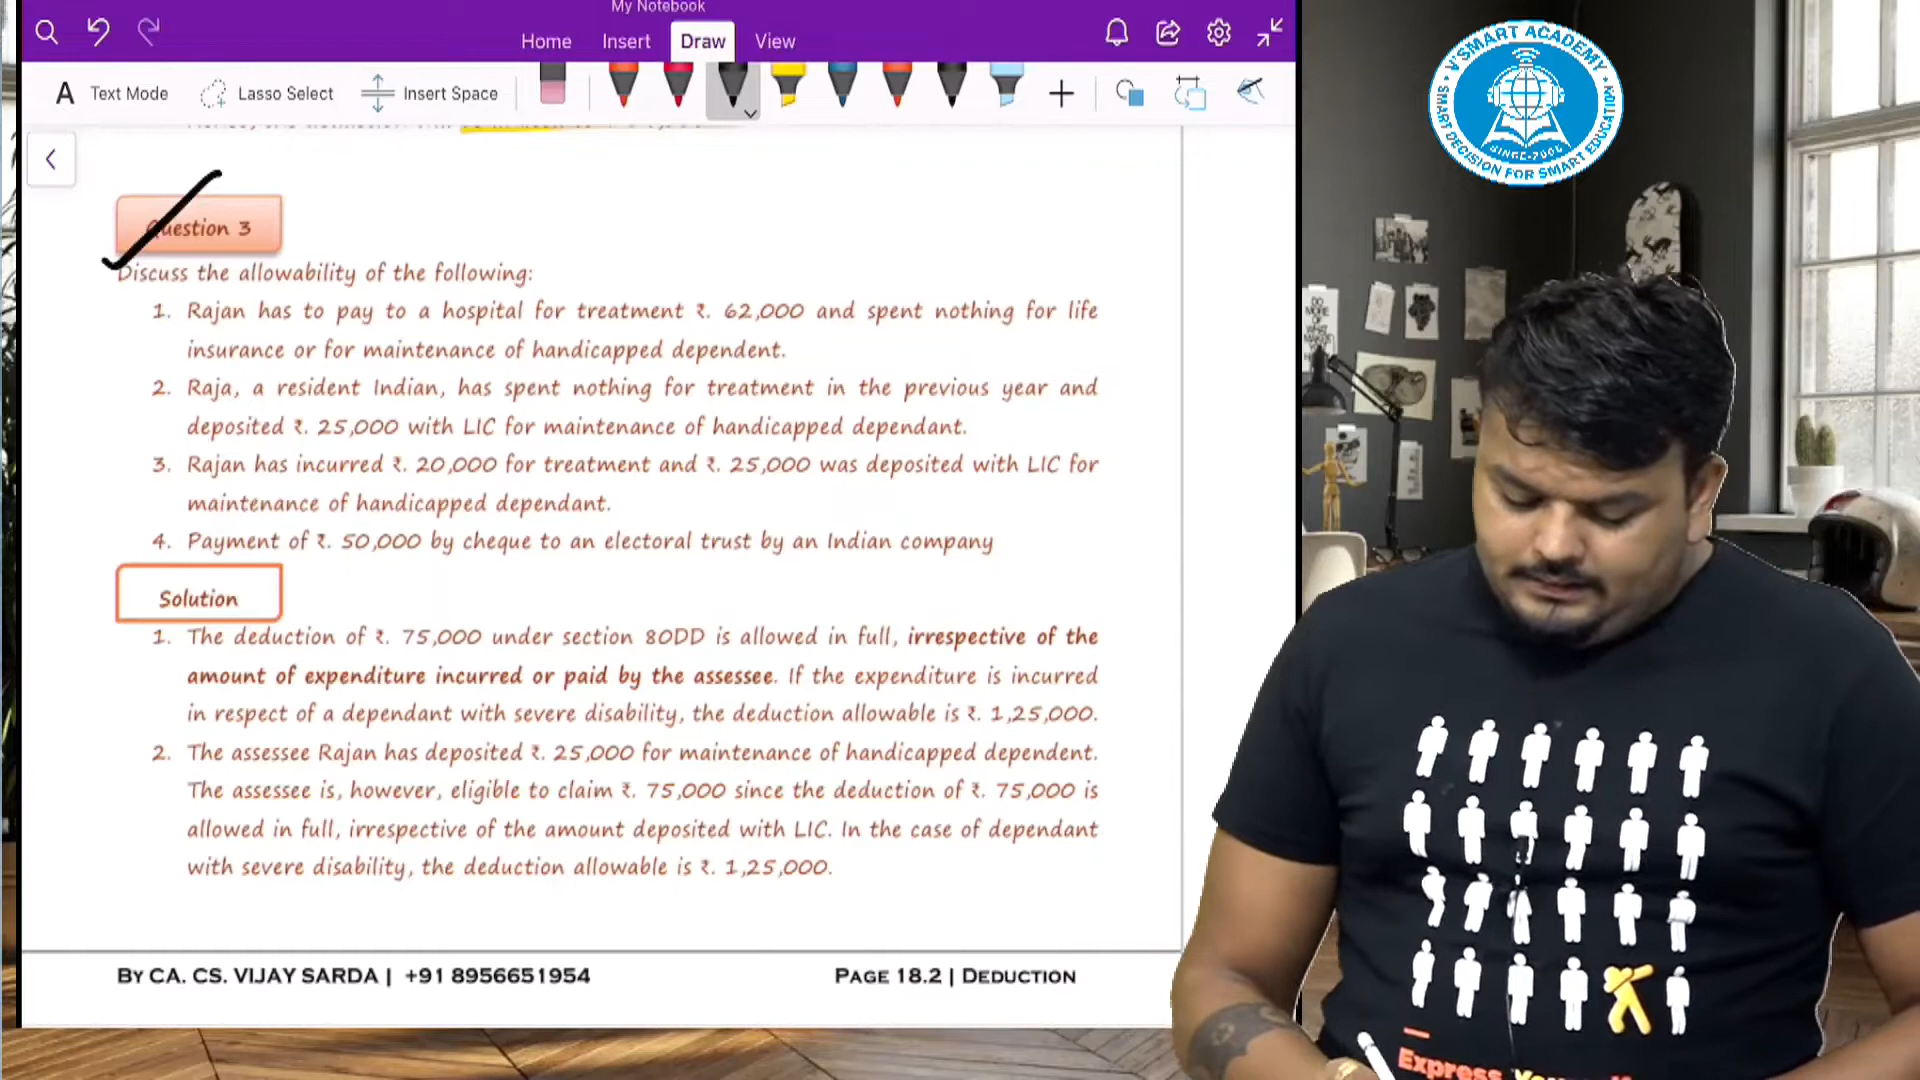 My Notebook
Home Insert Draw View
A Text Mode Lasso Select Insert Space
Question 3
Discuss the allowability of the following:
1. Rajan has to pay to a hospital for treatment ₹. 62,000 and spent nothing for life
insurance or for maintenance of handicapped dependent.
2. Raja, a resident Indian, has spent nothing for treatment in the previous year and
deposited ₹. 25,000 with LIC for maintenance of handicapped dependant.
3. Rajan has incurred ₹. 20,000 for treatment and ₹. 25,000 was deposited with LIC for
maintenance of handicapped dependant.
4. Payment of ₹. 50,000 by cheque to an electoral trust by an Indian company
Solution
1. The deduction of ₹. 75,000 under section 80DD is allowed in full, irrespective of the
amount of expenditure incurred or paid by the assessee. If the expenditure is incurred
in respect of a dependant with severe disability, the deduction allowable is ₹. 1,25,000.
2. The assessee Rajan has deposited ₹. 25,000 for maintenance of handicapped dependent.
The assessee is, however, eligible to claim ₹. 75,000 since the deduction of ₹. 75,000 is
allowed in full, irrespective of the amount deposited with LIC. In the case of dependant
with severe disability, the deduction allowable is ₹. 1,25,000.
BY CA. CS. VIJAY SARDA | +91 8956651954
PAGE 18.2 | DEDUCTION
V'SMART ACADEMY
SMART DECISION FOR SMART EDUCATION
DO
MORE
OF
WHAT
MAKES
Express